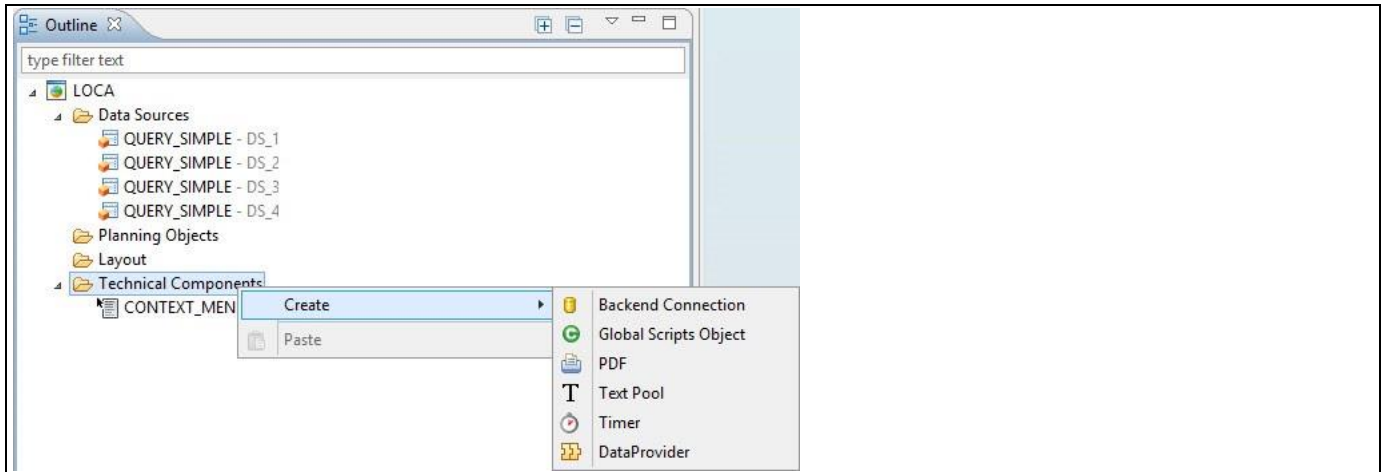 Outline
type filter text
LOCA
Data Sources
QUERY_SIMPLE - DS_1
QUERY_SIMPLE - DS_2
QUERY_SIMPLE - DS_3
QUERY_SIMPLE - DS_4
Planning Objects
Layout
Technical Components
CONTEXT_MEN
Create
Paste
Backend Connection
Global Scripts Object
PDF
Text Pool
Timer
DataProvider